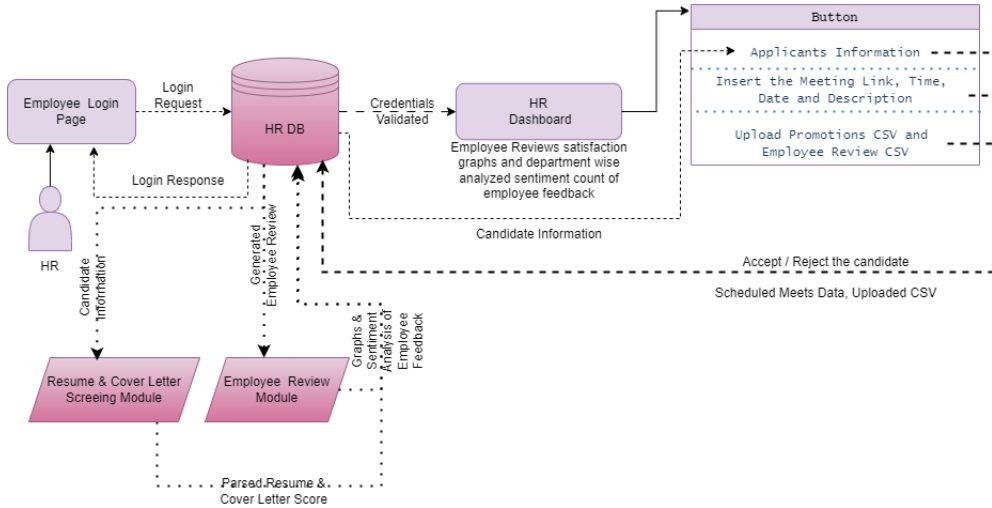 Button
Applicants Information
Insert the Meeting Link, Time,
Date and Description
Upload Promotions CSV and
Employee Review CSV
Employee Login
Page
Login
Request
HR DB
Credentials
Validated
HR
Dashboard
Employee Reviews satisfaction
graphs and department wise
analyzed sentiment count of
employee feedback
Login Response
HR
Candidate Information
Accept / Reject the candidate
Scheduled Meets Data, Uploaded CSV
Candidate
Information
Generated
Employee Review
Graphs &
Sentiment
Analysis of
Employee
Feedback
Resume & Cover Letter
Screeing Module
Employee Review
Module
Parsed Resume &
Cover Letter Score